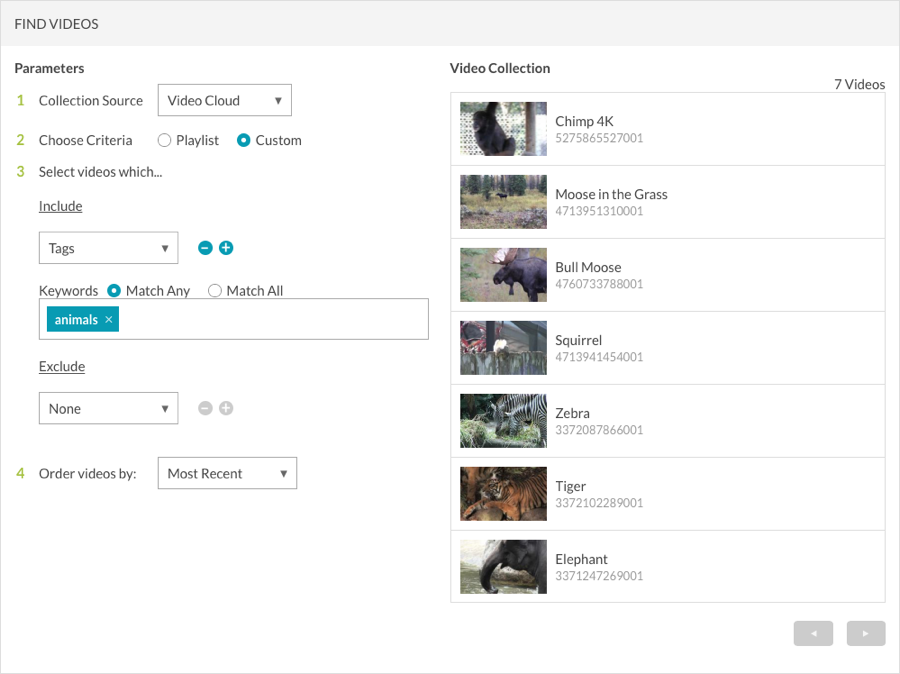 FIND VIDEOS
Parameters
1 Collection Source Video Cloud
2 Choose Criteria Playlist Custom
3 Select videos which...
Include
Tags
Keywords Match Any Match All
animals ×
Exclude
None
4 Order videos by: Most Recent
Video Collection
7 Videos
Chimp 4K
5275865527001
Moose in the Grass
4713951310001
Bull Moose
4760733788001
Squirrel
4713941454001
Zebra
3372087866001
Tiger
3372102289001
Elephant
3371247269001